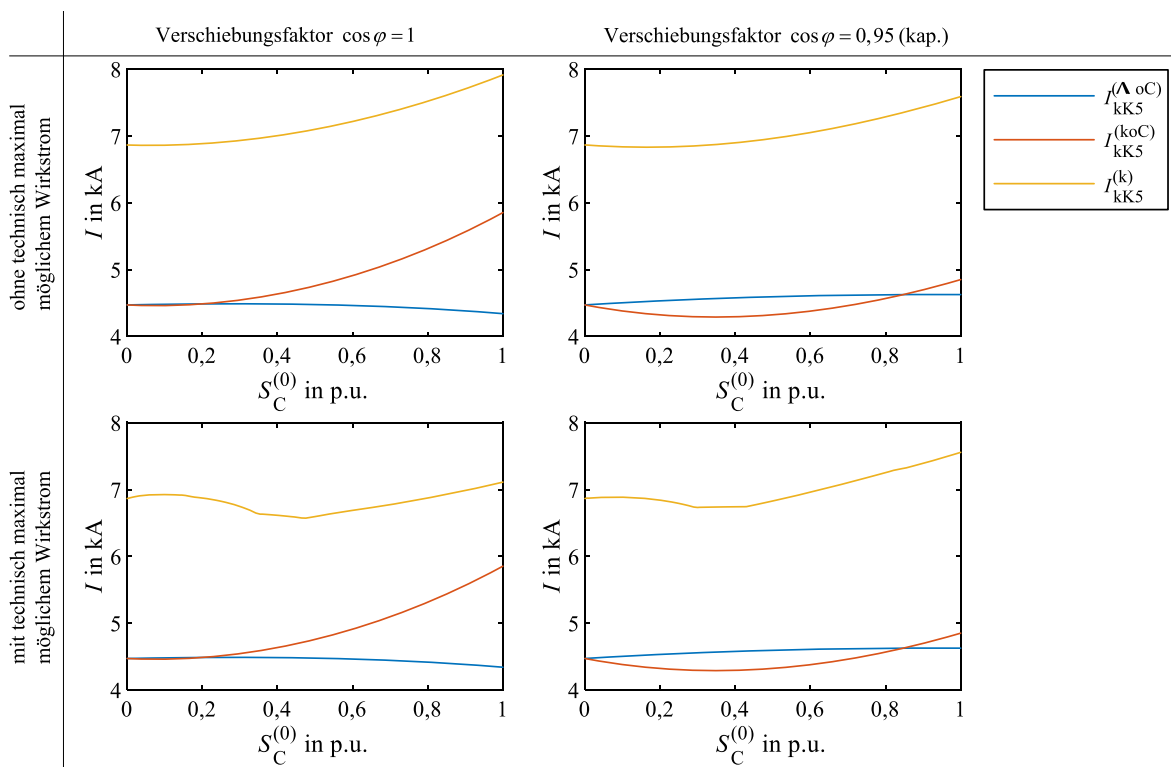 Verschiebungsfaktor cos φ = 1
Verschiebungsfaktor cos φ = 0,95 (kap.)
ohne technisch maximal
möglichem Wirkstrom
I in kA
8
7
6
5
4
0 0,2 0,4 0,6 0,8 1
S_C^(0) in p.u.
I in kA
8
7
6
5
4
0 0,2 0,4 0,6 0,8 1
S_C^(0) in p.u.
I_kK5^(Λ oC)
I_kK5^(koC)
I_kK5^(k)
mit technisch maximal
möglichem Wirkstrom
I in kA
8
7
6
5
4
0 0,2 0,4 0,6 0,8 1
S_C^(0) in p.u.
I in kA
8
7
6
5
4
0 0,2 0,4 0,6 0,8 1
S_C^(0) in p.u.